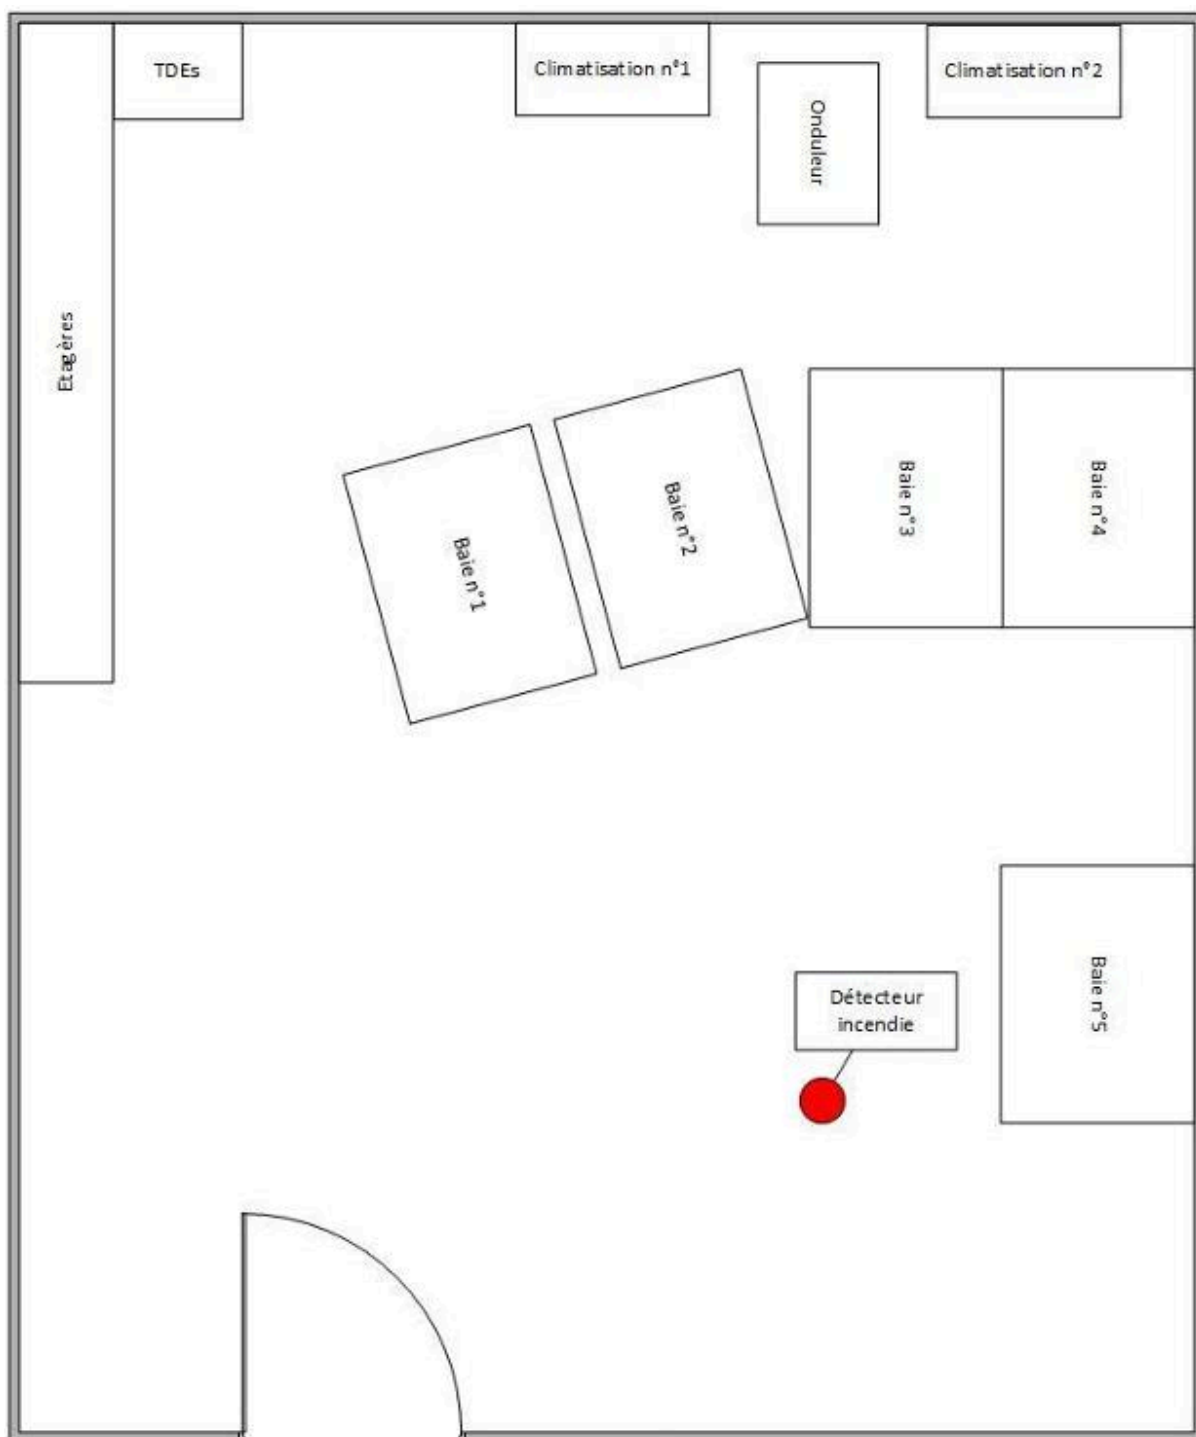 TDEs
Climatisation n°1
Onduleur
Climatisation n°2
Etagères
Baie n°1
Baie n°2
Baie n°3
Baie n°4
Baie n°5
Détecteur
incendie